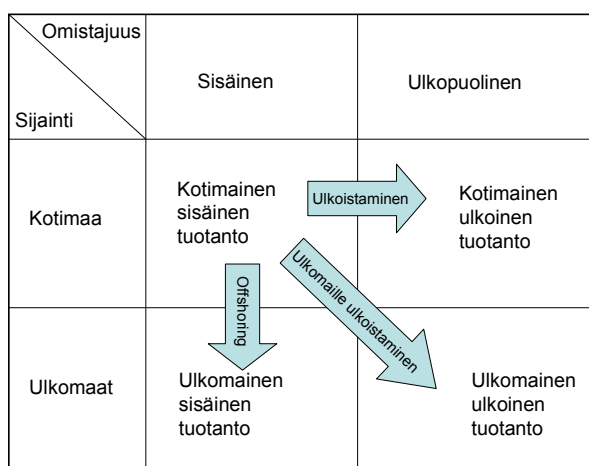 Omistajuus
Sijainti
Sisäinen
Ulkopuolinen
Kotimaa
Kotimainen
sisäinen
tuotanto
Ulkoistaminen
Kotimainen
ulkoinen
tuotanto
Offshoring
Ulkomaille ulkoistaminen
Ulkomaat
Ulkomainen
sisäinen
tuotanto
Ulkomainen
ulkoinen
tuotanto